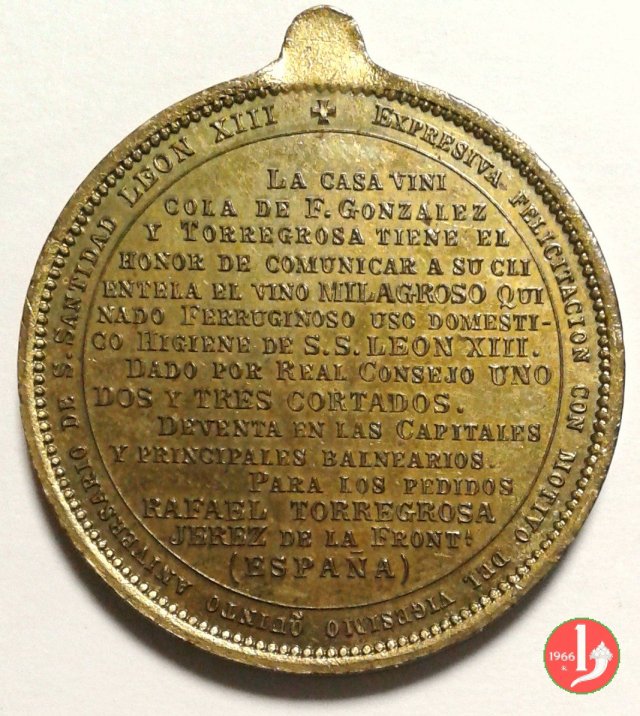 ✠ EXPRESIVA FELICITACION CON MOTIVO DEL VIGESIMO QUINTO ANIVERSARIO DE S. SANTIDAD LEON XIII
LA CASA VINI
COLA DE F. GONZALEZ
Y TORREGROSA TIENE EL
HONOR DE COMUNICAR A SU CLI
ENTELA EL VINO MILAGROSO QUI
NADO FERRUGINOSO USO DOMESTI-
CO HIGIENE DE S.S. LEON XIII.
DADO POR REAL CONSEJO UNO
DOS Y TRES CORTADOS.
DEVENTA EN LAS CAPITALES
Y PRINCIPALES BALNEARIOS.
PARA LOS PEDIDOS
RAFAEL TORREGROSA
JEREZ DE LA FRONT.ᴬ
(ESPAÑA)
1966
R.